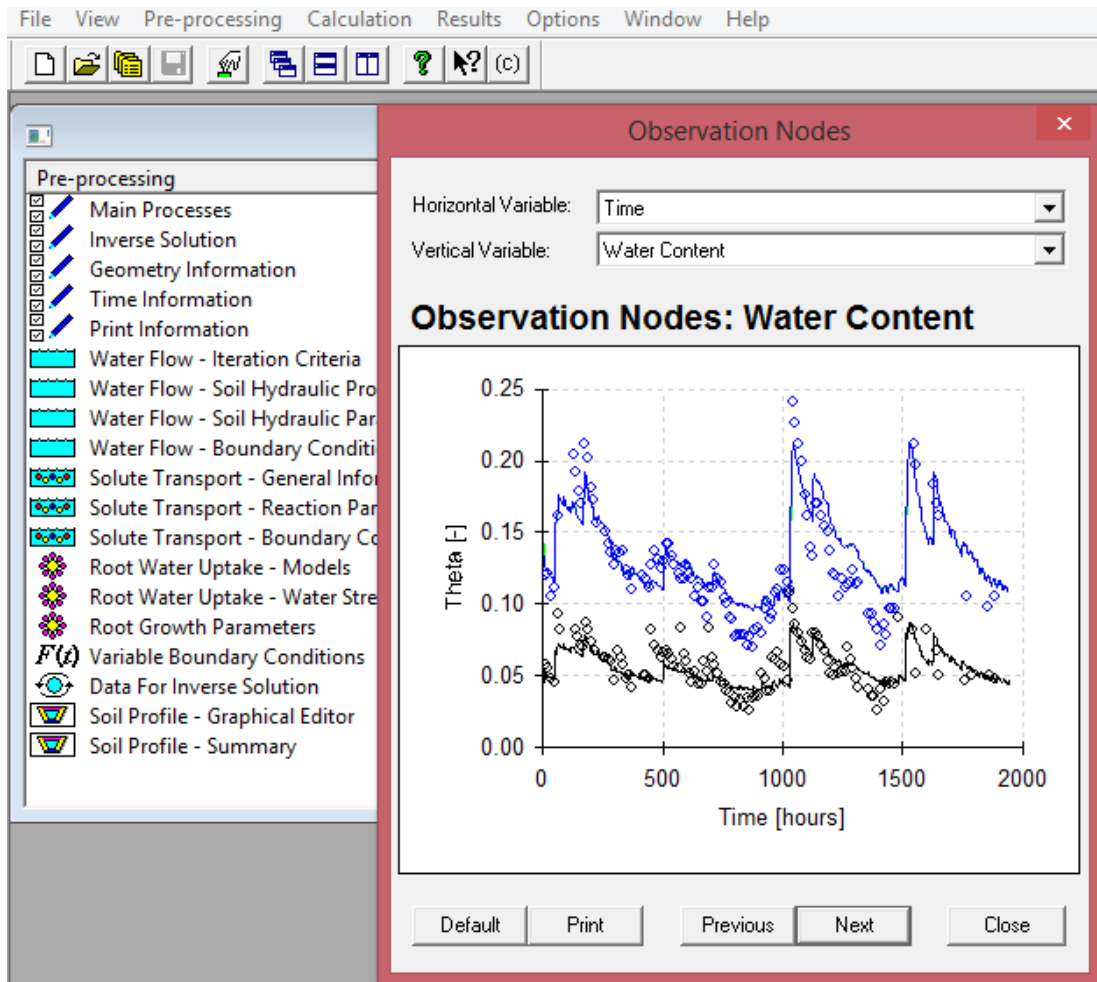 File View Pre-processing Calculation Results Options Window Help
(c)
Observation Nodes
Pre-processing
Main Processes
Inverse Solution
Geometry Information
Time Information
Print Information
Water Flow - Iteration Criteria
Water Flow - Soil Hydraulic Pro
Water Flow - Soil Hydraulic Par
Water Flow - Boundary Conditi
Solute Transport - General Infor
Solute Transport - Reaction Par
Solute Transport - Boundary Co
Root Water Uptake - Models
Root Water Uptake - Water Stre
Root Growth Parameters
F(t) Variable Boundary Conditions
Data For Inverse Solution
Soil Profile - Graphical Editor
Soil Profile - Summary
Horizontal Variable: Time
Vertical Variable: Water Content
Observation Nodes: Water Content
0.25
0.20
0.15
0.10
0.05
0.00
Theta [-]
0 500 1000 1500 2000
Time [hours]
Default Print Previous Next Close